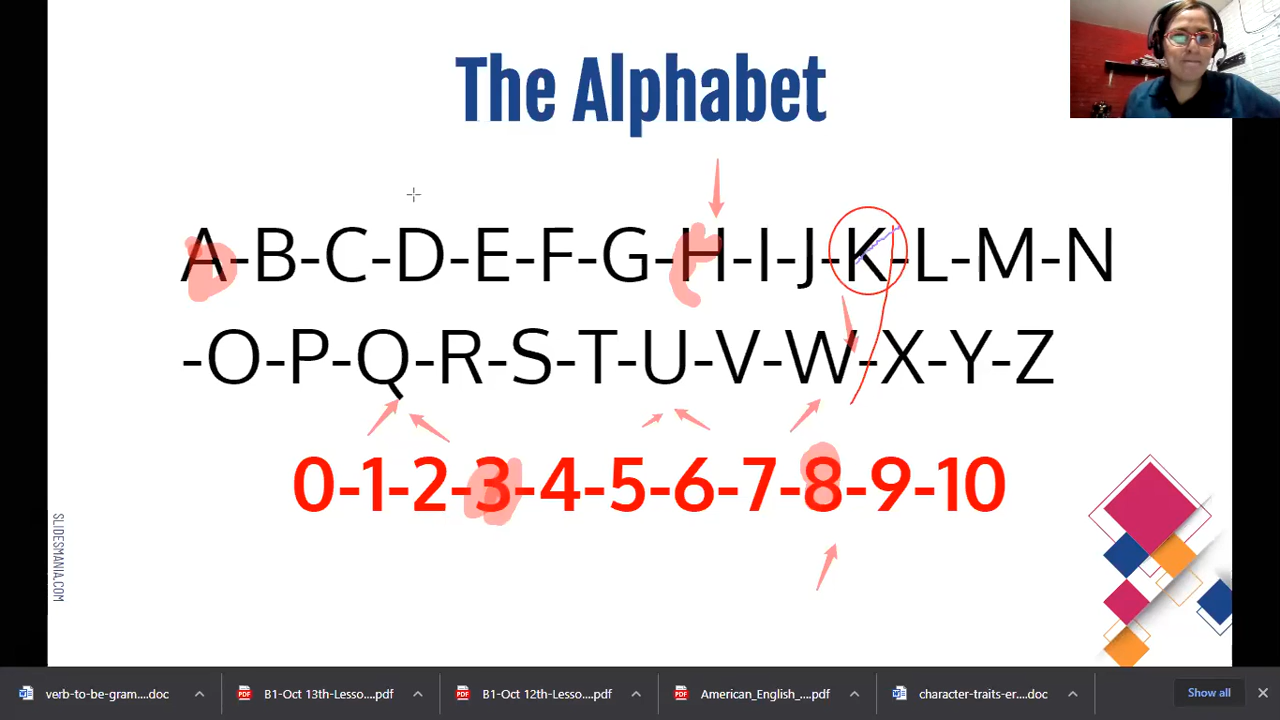 The Alphabet
A-B-C-D-E-F-G-H-I-J-K-L-M-N
-O-P-Q-R-S-T-U-V-W-X-Y-Z
0-1-2-3-4-5-6-7-8-9-10
SLIDESMANIA.COM
verb-to-be-gram....doc
B1-Oct 13th-Lesso....pdf
B1-Oct 12th-Lesso....pdf
American_English_....pdf
character-traits-er....doc
Show all